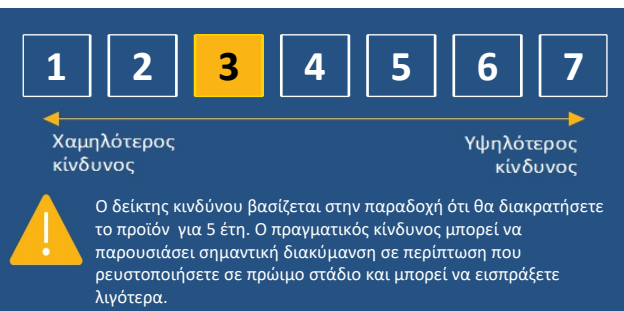 1 2 3 4 5 6 7
Χαμηλότερος Υψηλότερος
κίνδυνος κίνδυνος
Ο δείκτης κινδύνου βασίζεται στην παραδοχή ότι θα διακρατήσετε
το προϊόν για 5 έτη. Ο πραγματικός κίνδυνος μπορεί να
παρουσιάσει σημαντική διακύμανση σε περίπτωση που
ρευστοποιήσετε σε πρώιμο στάδιο και μπορεί να εισπράξετε
λιγότερα.